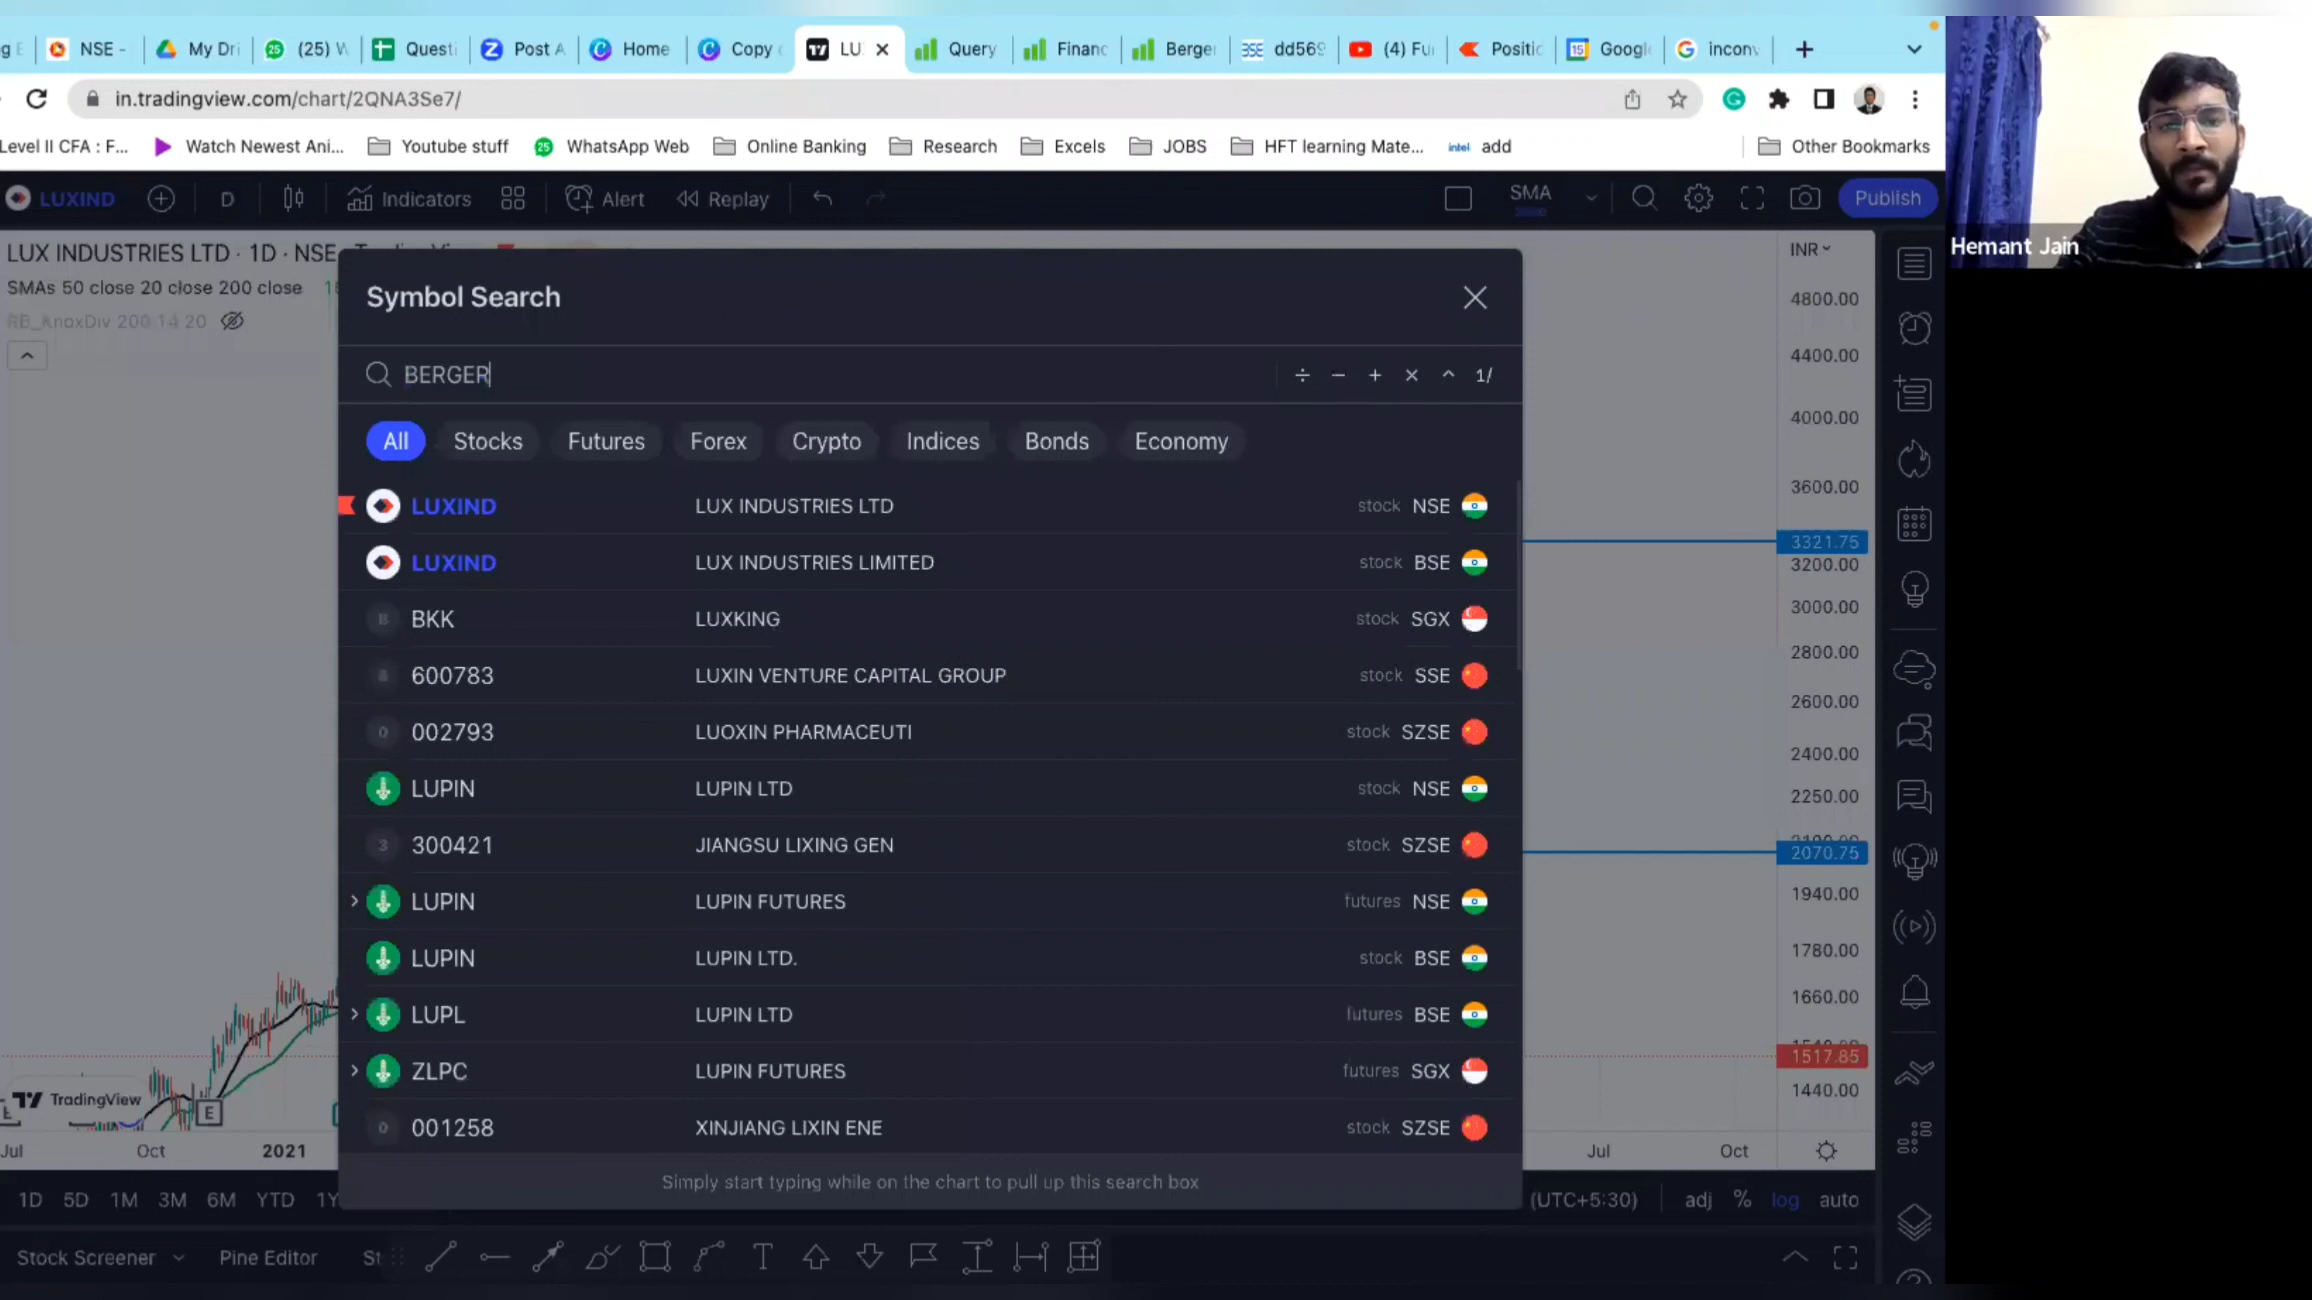 NSE -
My Dri
(25) W
Questi
Post A
Home
Copy
LU
Query
Financ
Berger
dd569
(4) Fu
Positio
Google
inconv
in.tradingview.com/chart/2QNA3Se7/
Level II CFA : F...
Watch Newest Ani...
Youtube stuff
WhatsApp Web
Online Banking
Research
Excels
JOBS
HFT learning Mate...
add
Other Bookmarks
LUXIND
D
Indicators
Alert
Replay
SMA
Publish
Hemant Jain
LUX INDUSTRIES LTD · 1D · NSE
SMAs 50 close 20 close 200 close
RB_KnoxDiv 200 14 20
INR
Symbol Search
BERGER
÷ − + × ^ 1/
All Stocks Futures Forex Crypto Indices Bonds Economy
LUXIND LUX INDUSTRIES LTD stock NSE
LUXIND LUX INDUSTRIES LIMITED stock BSE
BKK LUXKING stock SGX
600783 LUXIN VENTURE CAPITAL GROUP stock SSE
002793 LUOXIN PHARMACEUTI stock SZSE
LUPIN LUPIN LTD stock NSE
300421 JIANGSU LIXING GEN stock SZSE
LUPIN LUPIN FUTURES futures NSE
LUPIN LUPIN LTD. stock BSE
LUPL LUPIN LTD futures BSE
ZLPC LUPIN FUTURES futures SGX
001258 XINJIANG LIXIN ENE stock SZSE
Simply start typing while on the chart to pull up this search box
4800.00
4400.00
4000.00
3600.00
3321.75
3200.00
3000.00
2800.00
2600.00
2400.00
2250.00
2070.75
1940.00
1780.00
1660.00
1517.85
1440.00
TradingView
E
Jul Oct 2021 Jul Oct
1D 5D 1M 3M 6M YTD 1Y
(UTC+5:30) adj % log auto
Stock Screener Pine Editor St